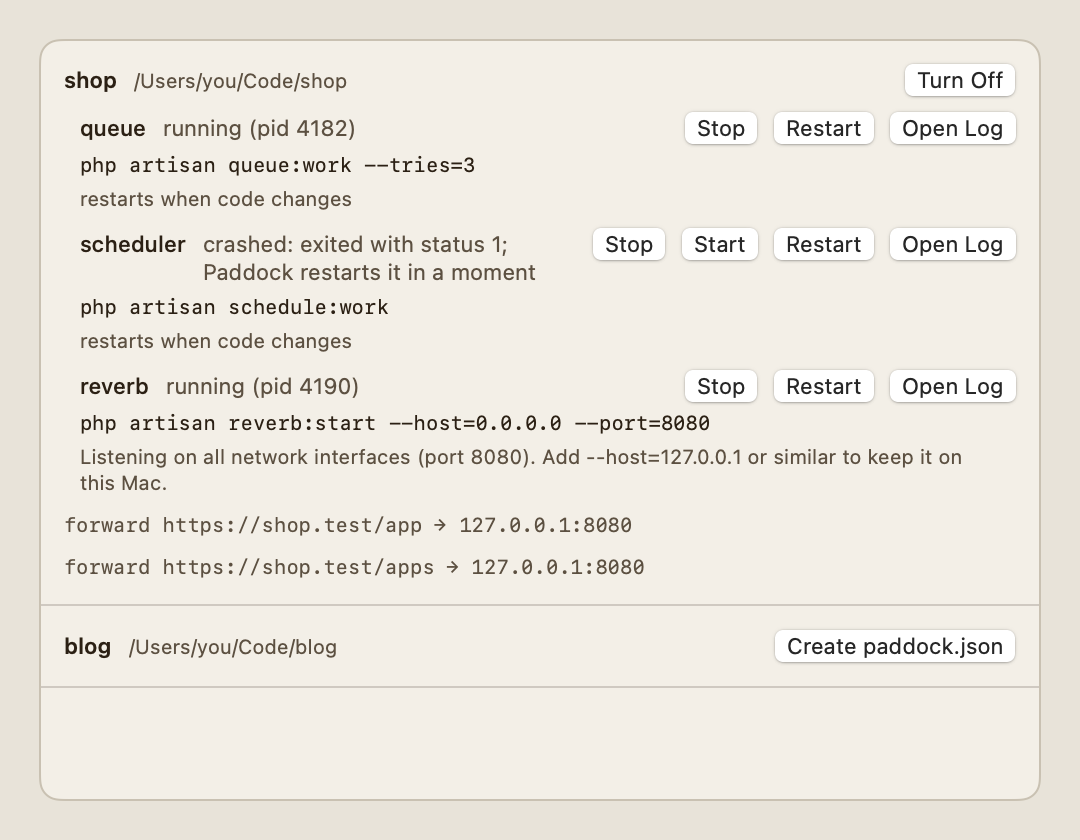 shop /Users/you/Code/shop Turn Off
queue running (pid 4182) Stop Restart Open Log
php artisan queue:work --tries=3
restarts when code changes
scheduler crashed: exited with status 1; Stop Start Restart Open Log
Paddock restarts it in a moment
php artisan schedule:work
restarts when code changes
reverb running (pid 4190) Stop Restart Open Log
php artisan reverb:start --host=0.0.0.0 --port=8080
Listening on all network interfaces (port 8080). Add --host=127.0.0.1 or similar to keep it on
this Mac.
forward https://shop.test/app → 127.0.0.1:8080
forward https://shop.test/apps → 127.0.0.1:8080
blog /Users/you/Code/blog Create paddock.json